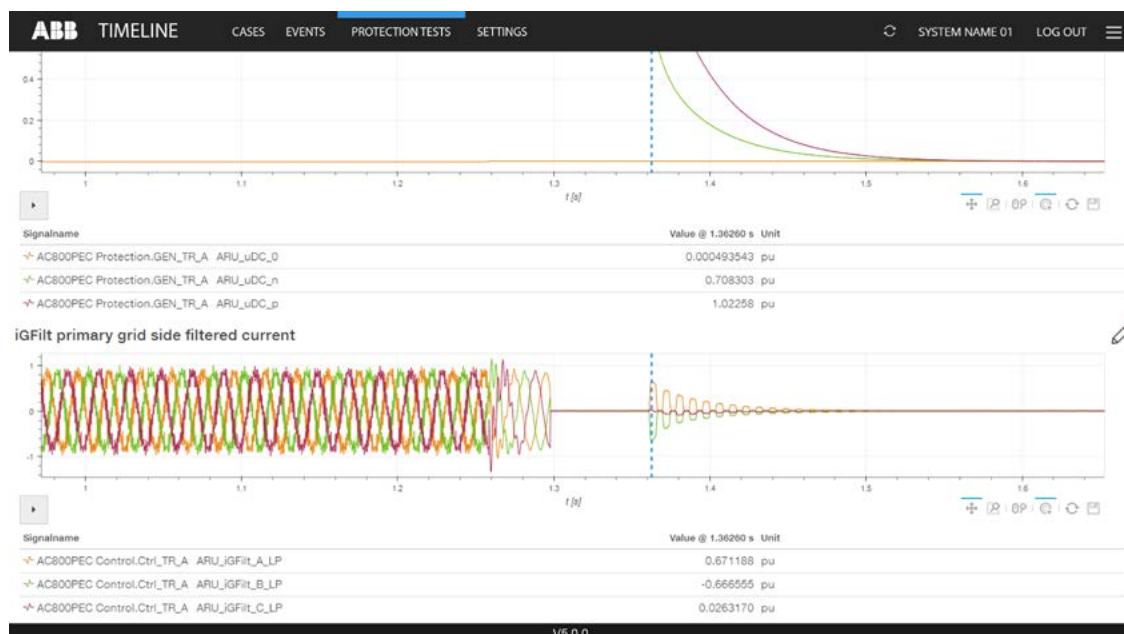 ABB TIMELINE CASES EVENTS PROTECTION TESTS SETTINGS SYSTEM NAME 01 LOG OUT
0.4
0.2
0
1 1.1 1.2 1.3 1.4 1.5 1.6
t [s]
Signalname Value @ 1.36260 s Unit
AC800PEC Protection.GEN_TR_A ARU_uDC_0 0.000493543 pu
AC800PEC Protection.GEN_TR_A ARU_uDC_n 0.708303 pu
AC800PEC Protection.GEN_TR_A ARU_uDC_p 1.02258 pu
iGFilt primary grid side filtered current
1
0
-1
1 1.1 1.2 1.3 1.4 1.5 1.6
t [s]
Signalname Value @ 1.36260 s Unit
AC800PEC Control.Ctrl_TR_A ARU_iGFilt_A_LP 0.671188 pu
AC800PEC Control.Ctrl_TR_A ARU_iGFilt_B_LP -0.666555 pu
AC800PEC Control.Ctrl_TR_A ARU_iGFilt_C_LP 0.0263170 pu
V5.0.0